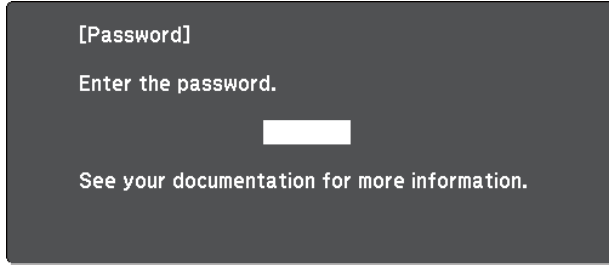 [Password]
Enter the password.
See your documentation for more information.